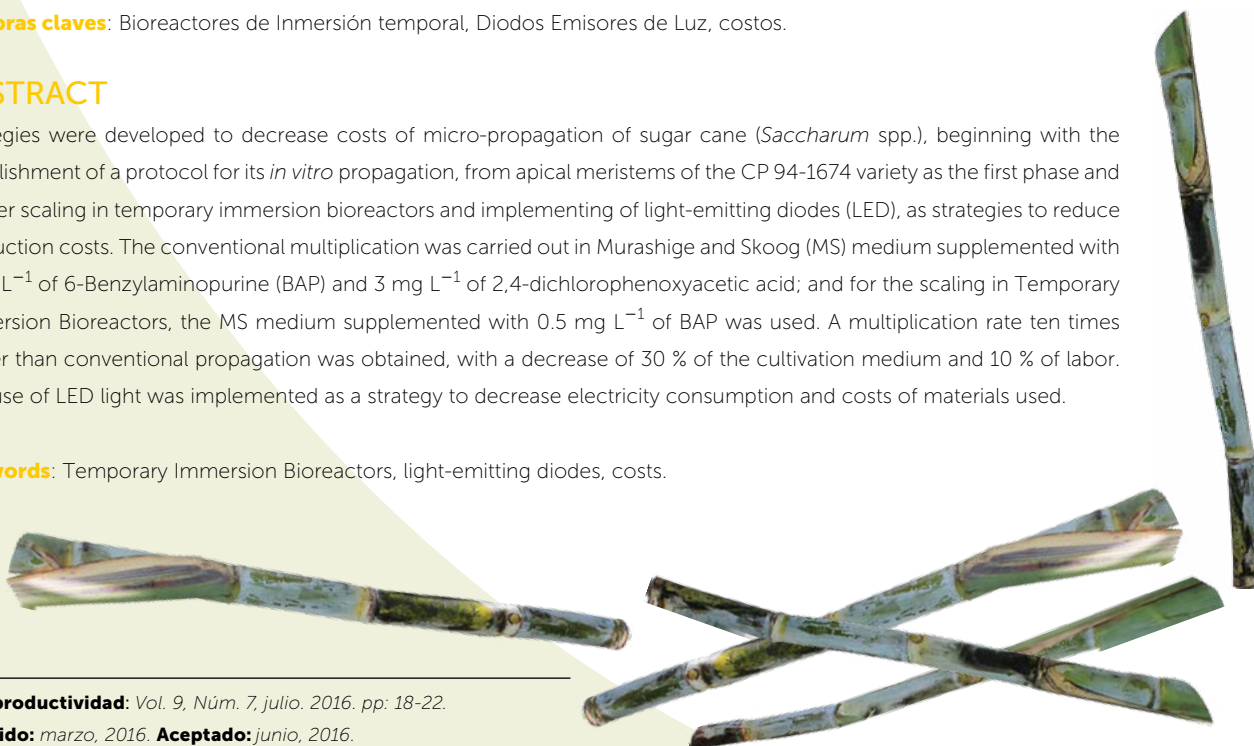 bras claves: Bioreactores de Inmersión temporal, Diodos Emisores de Luz, costos.
STRACT
egies were developed to decrease costs of micro-propagation of sugar cane (Saccharum spp.), beginning with the
lishment of a protocol for its in vitro propagation, from apical meristems of the CP 94-1674 variety as the first phase and
er scaling in temporary immersion bioreactors and implementing of light-emitting diodes (LED), as strategies to reduce
uction costs. The conventional multiplication was carried out in Murashige and Skoog (MS) medium supplemented with
L⁻¹ of 6-Benzylaminopurine (BAP) and 3 mg L⁻¹ of 2,4-dichlorophenoxyacetic acid; and for the scaling in Temporary
ersion Bioreactors, the MS medium supplemented with 0.5 mg L⁻¹ of BAP was used. A multiplication rate ten times
er than conventional propagation was obtained, with a decrease of 30 % of the cultivation medium and 10 % of labor.
use of LED light was implemented as a strategy to decrease electricity consumption and costs of materials used.
words: Temporary Immersion Bioreactors, light-emitting diodes, costs.
productividad: Vol. 9, Núm. 7, julio. 2016. pp: 18-22.
ido: marzo, 2016. Aceptado: junio, 2016.